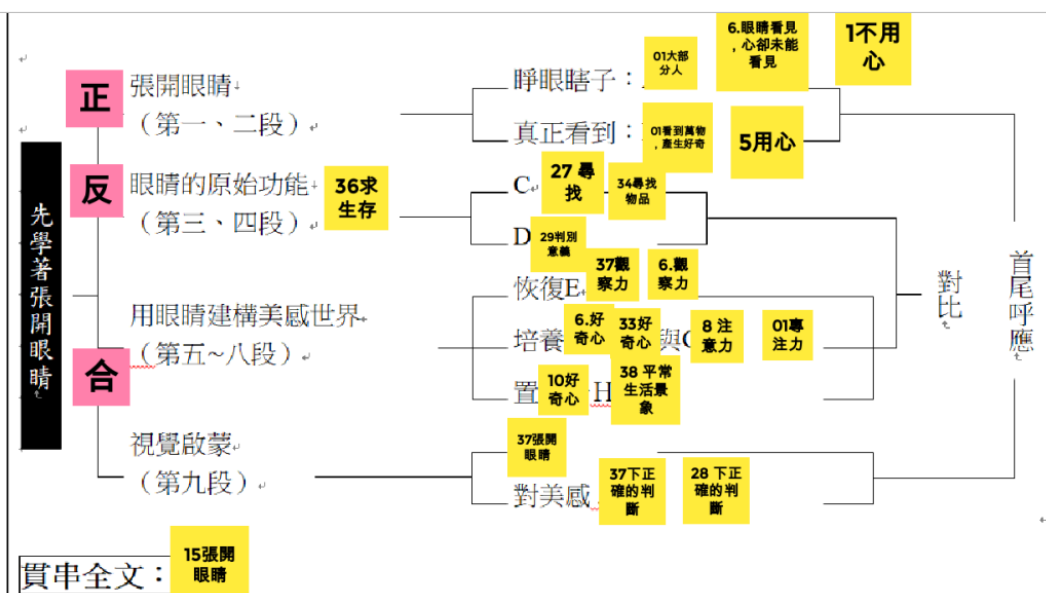 先學著張開眼睛
正
張開眼睛
（第一、二段）
睜眼瞎子：
01大部
分人
6.眼睛看見
，心卻未能
看見
1不用
心
真正看到：
01看到萬物
，產生好奇
5用心
反
眼睛的原始功能
（第三、四段）
36求
生存
C
27 尋
找
34尋找
物品
D
29判別
意義
合
用眼睛建構美感世界
（第五~八段）
恢復E
37觀
察力
6.觀
察力
培養
6.好
奇心
33好
奇心
與
8 注
意力
01專
注力
置
10好
奇心
H
38 平常
生活景
象
視覺啟蒙
（第九段）
37張開
眼睛
對美感
37下正
確的判
斷
28 下正
確的判
斷
對比
首尾呼應
貫串全文：
15張開
眼睛